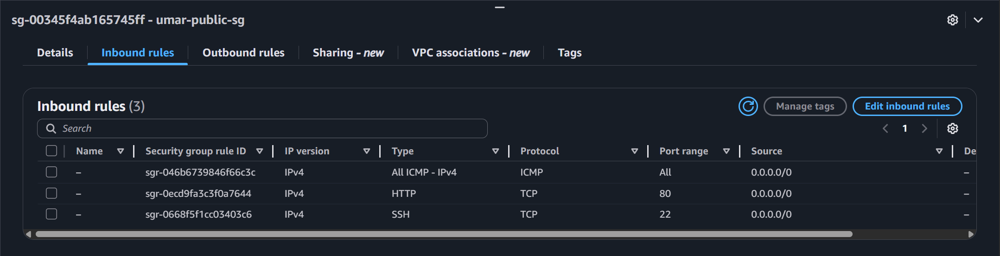 sg-00345f4ab165745ff - umar-public-sg
Details Inbound rules Outbound rules Sharing - new VPC associations - new Tags
Inbound rules (3) Manage tags Edit inbound rules
Search 1
Name Security group rule ID IP version Type Protocol Port range Source De
– sgr-046b6739846f66c3c IPv4 All ICMP - IPv4 ICMP All 0.0.0.0/0 –
– sgr-0ecd9fa3c3f0a7644 IPv4 HTTP TCP 80 0.0.0.0/0 –
– sgr-0668f5f1cc03403c6 IPv4 SSH TCP 22 0.0.0.0/0 –